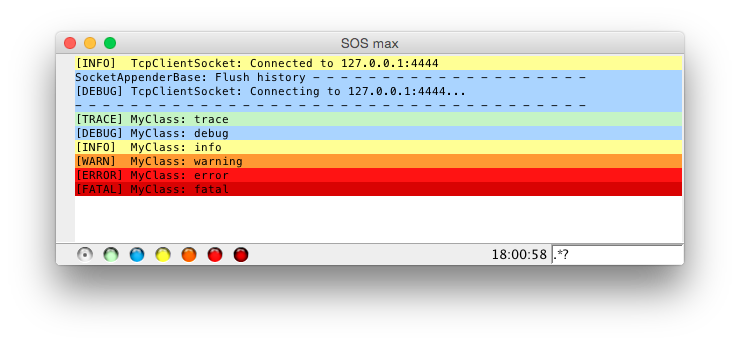 SOS max
[INFO]  TcpClientSocket: Connected to 127.0.0.1:4444
SocketAppenderBase: Flush history – – – – – – – – – – – – – – – – – – – –
[DEBUG] TcpClientSocket: Connecting to 127.0.0.1:4444...
– – – – – – – – – – – – – – – – – – – – – – – – – – – – – – – – – – – – –
[TRACE] MyClass: trace
[DEBUG] MyClass: debug
[INFO]  MyClass: info
[WARN]  MyClass: warning
[ERROR] MyClass: error
[FATAL] MyClass: fatal
18:00:58 .*?